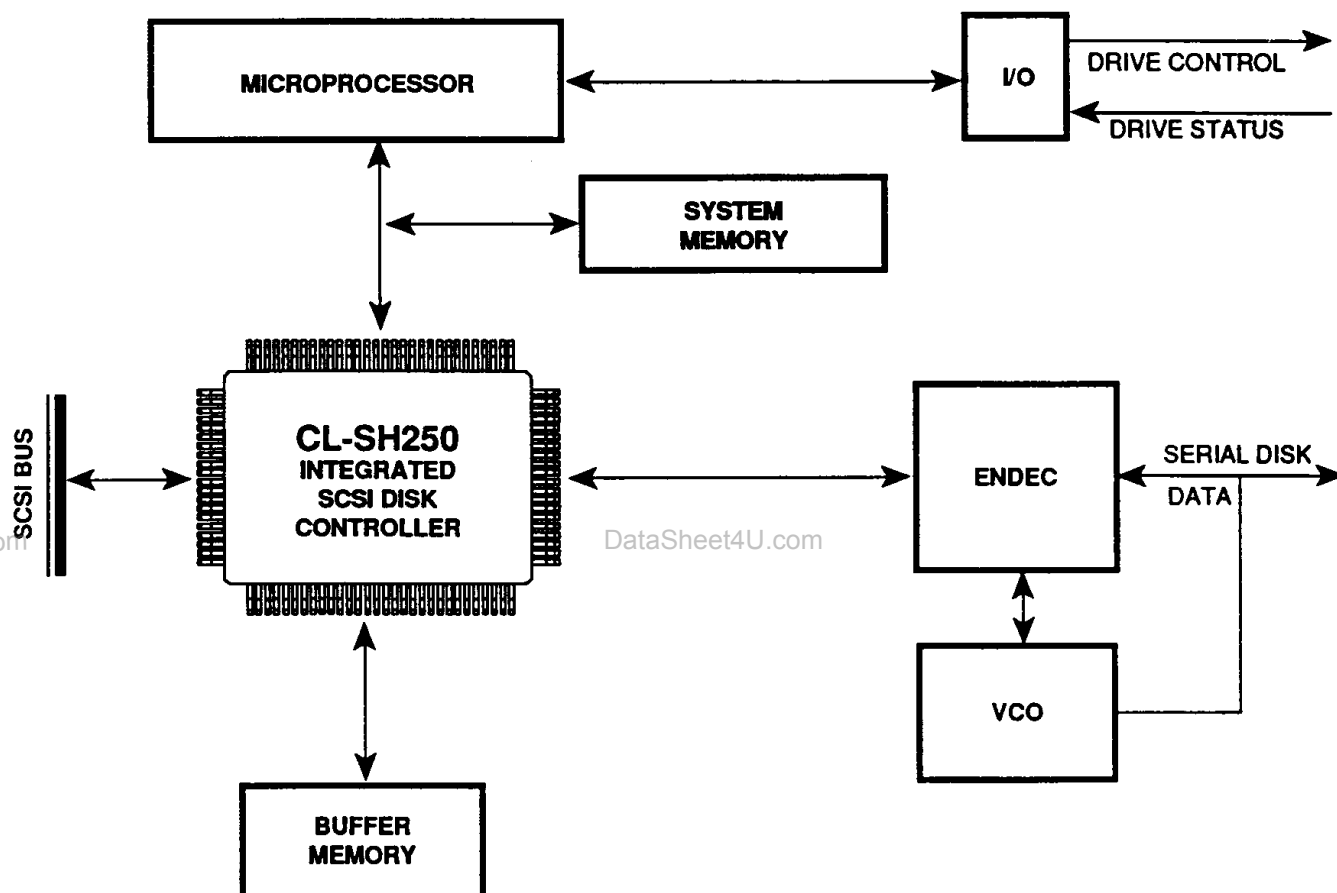 MICROPROCESSOR
I/O
DRIVE CONTROL
DRIVE STATUS
SYSTEM
MEMORY
SCSI BUS
CL-SH250
INTEGRATED
SCSI DISK
CONTROLLER
om
DataSheet4U.com
ENDEC
SERIAL DISK
DATA
VCO
BUFFER
MEMORY